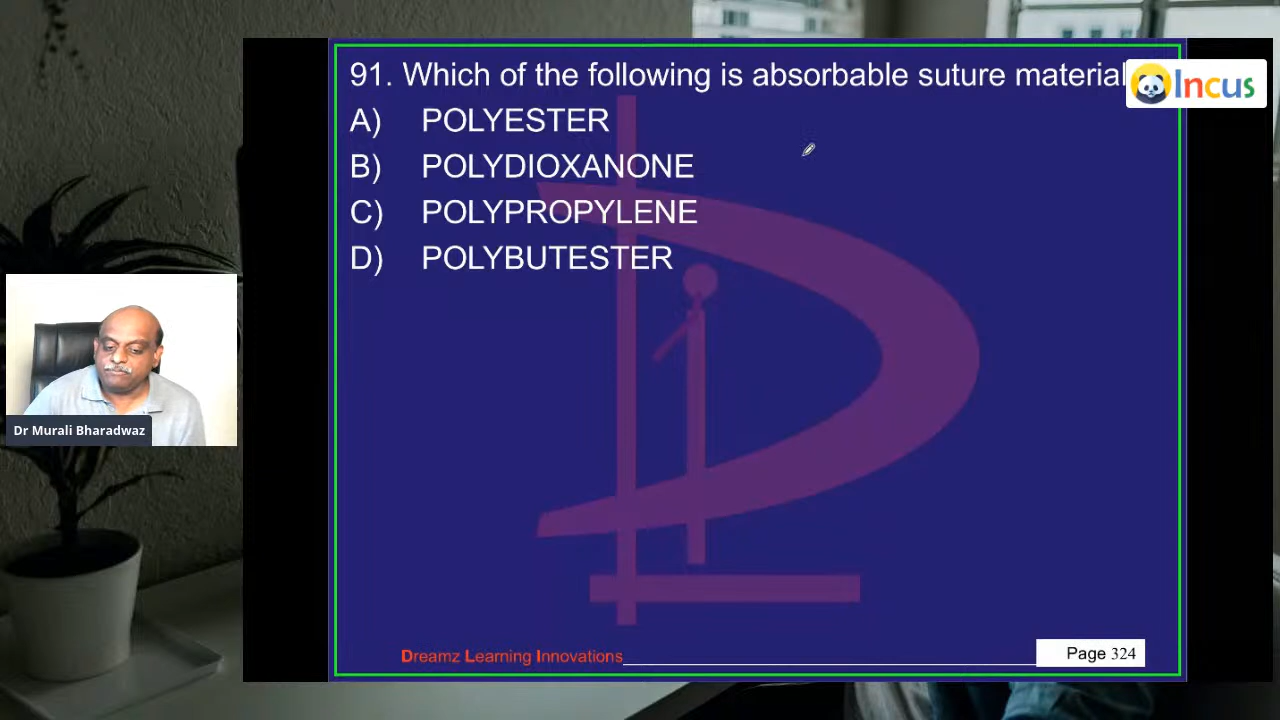 91. Which of the following is absorbable suture material
A) POLYESTER
B) POLYDIOXANONE
C) POLYPROPYLENE
D) POLYBUTESTER
Incus
Dr Murali Bharadwaz
Dreamz Learning Innovations
Page 324